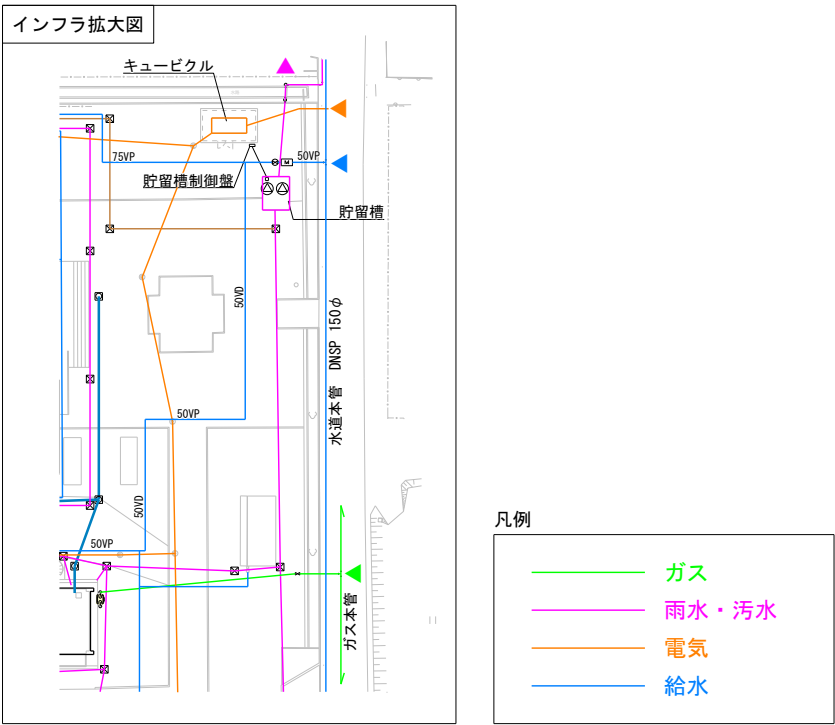 インフラ拡大図
キュービクル
75VP
50VP
M
貯留槽制御盤
貯留槽
50VD
水道本管 DNSP 150φ
50VP
50VD
50VP
ガス本管
凡例
ガス
雨水・汚水
電気
給水